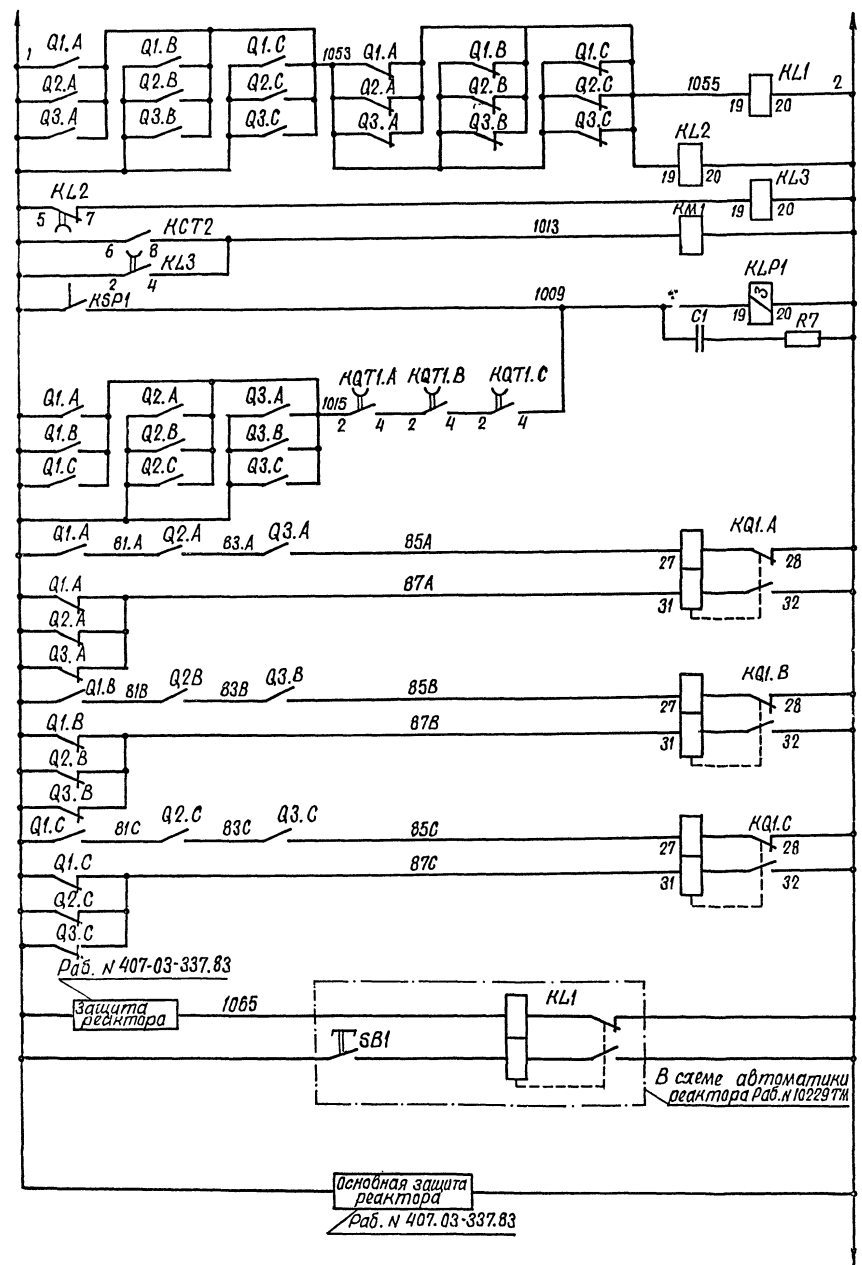 1 Q1.A Q1.B Q1.C 1053 Q1.A Q1.B Q1.C
Q2.A Q2.B Q2.C Q2.A Q2.B Q2.C 1055 KL1 2
19 20
Q3.A Q3.B Q3.C Q3.A Q3.B Q3.C
KL2
19 20
KL2 KL3
5 7 19 20
KCT2 1013 KM1
6 8
KL3
2 4
KSP1 1009 KLP1
3
19 20
C1 R7
Q1.A Q2.A Q3.A 1015 KQT1.A KQT1.B KQT1.C
2 4 2 4 2 4
Q1.B Q2.B Q3.B
Q1.C Q2.C Q3.C
Q1.A 81.A Q2.A 83.A Q3.A 85A KQ1.A
27 28
Q1.A 87A
31 32
Q2.A
Q3.A
Q1.B 81B Q2B 83B Q3.B 85B KQ1.B
27 28
Q1.B 87B
31 32
Q2.B
Q3.B
Q1.C 81C Q2.C 83C Q3.C 85C KQ1.C
27 28
Q1.C 87C
31 32
Q2.C
Q3.C
Раб. N 407-03-337.83
Защита
реактора
1065 KL1
SB1
В схеме автоматики
реактора Раб.N10229ТМ
Основная защита
реактора
Раб. N 407.03-337.83